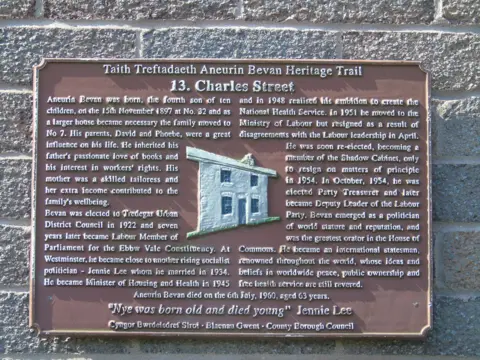 Taith Treftadaeth Aneurin Bevan Heritage Trail
13. Charles Street
Aneurin Bevan was born, the fourth son of ten
children, on the 15th November 1897 at No. 32 and as
a larger house became necessary the family moved to
No 7. His parents, David and Phoebe, were a great
influence on his life. He inherited his
father's passionate love of books and
his interest in workers' rights. His
mother was a skilled tailoress and
her extra income contributed to the
family's wellbeing.
Bevan was elected to Tredegar Urban
District Council in 1922 and seven
years later became Labour Member of
Parliament for the Ebbw Vale Constituency. At
Westminster, he became close to another rising socialist
politician - Jennie Lee whom he married in 1934.
He became Minister of Housing and Health in 1945
and in 1948 realised his ambition to create the
National Health Service. In 1951 he moved to the
Ministry of Labour but resigned as a result of
disagreements with the Labour leadership in April.
He was soon re-elected, becoming a
member of the Shadow Cabinet, only
to resign on matters of principle
in 1954. In October, 1954, he was
elected Party Treasurer and later
became Deputy Leader of the Labour
Party. Bevan emerged as a politician
of world stature and reputation, and
was the greatest orator in the House of
Commons. He became an international statesman,
renowned throughout the world, whose ideas and
beliefs in worldwide peace, public ownership and
free health service are still revered.
Aneurin Bevan died on the 6th July, 1960, aged 63 years.
"Nye was born old and died young" Jennie Lee
Cyngor Bwrdeisdref Sirol - Blaenau Gwent - County Borough Council